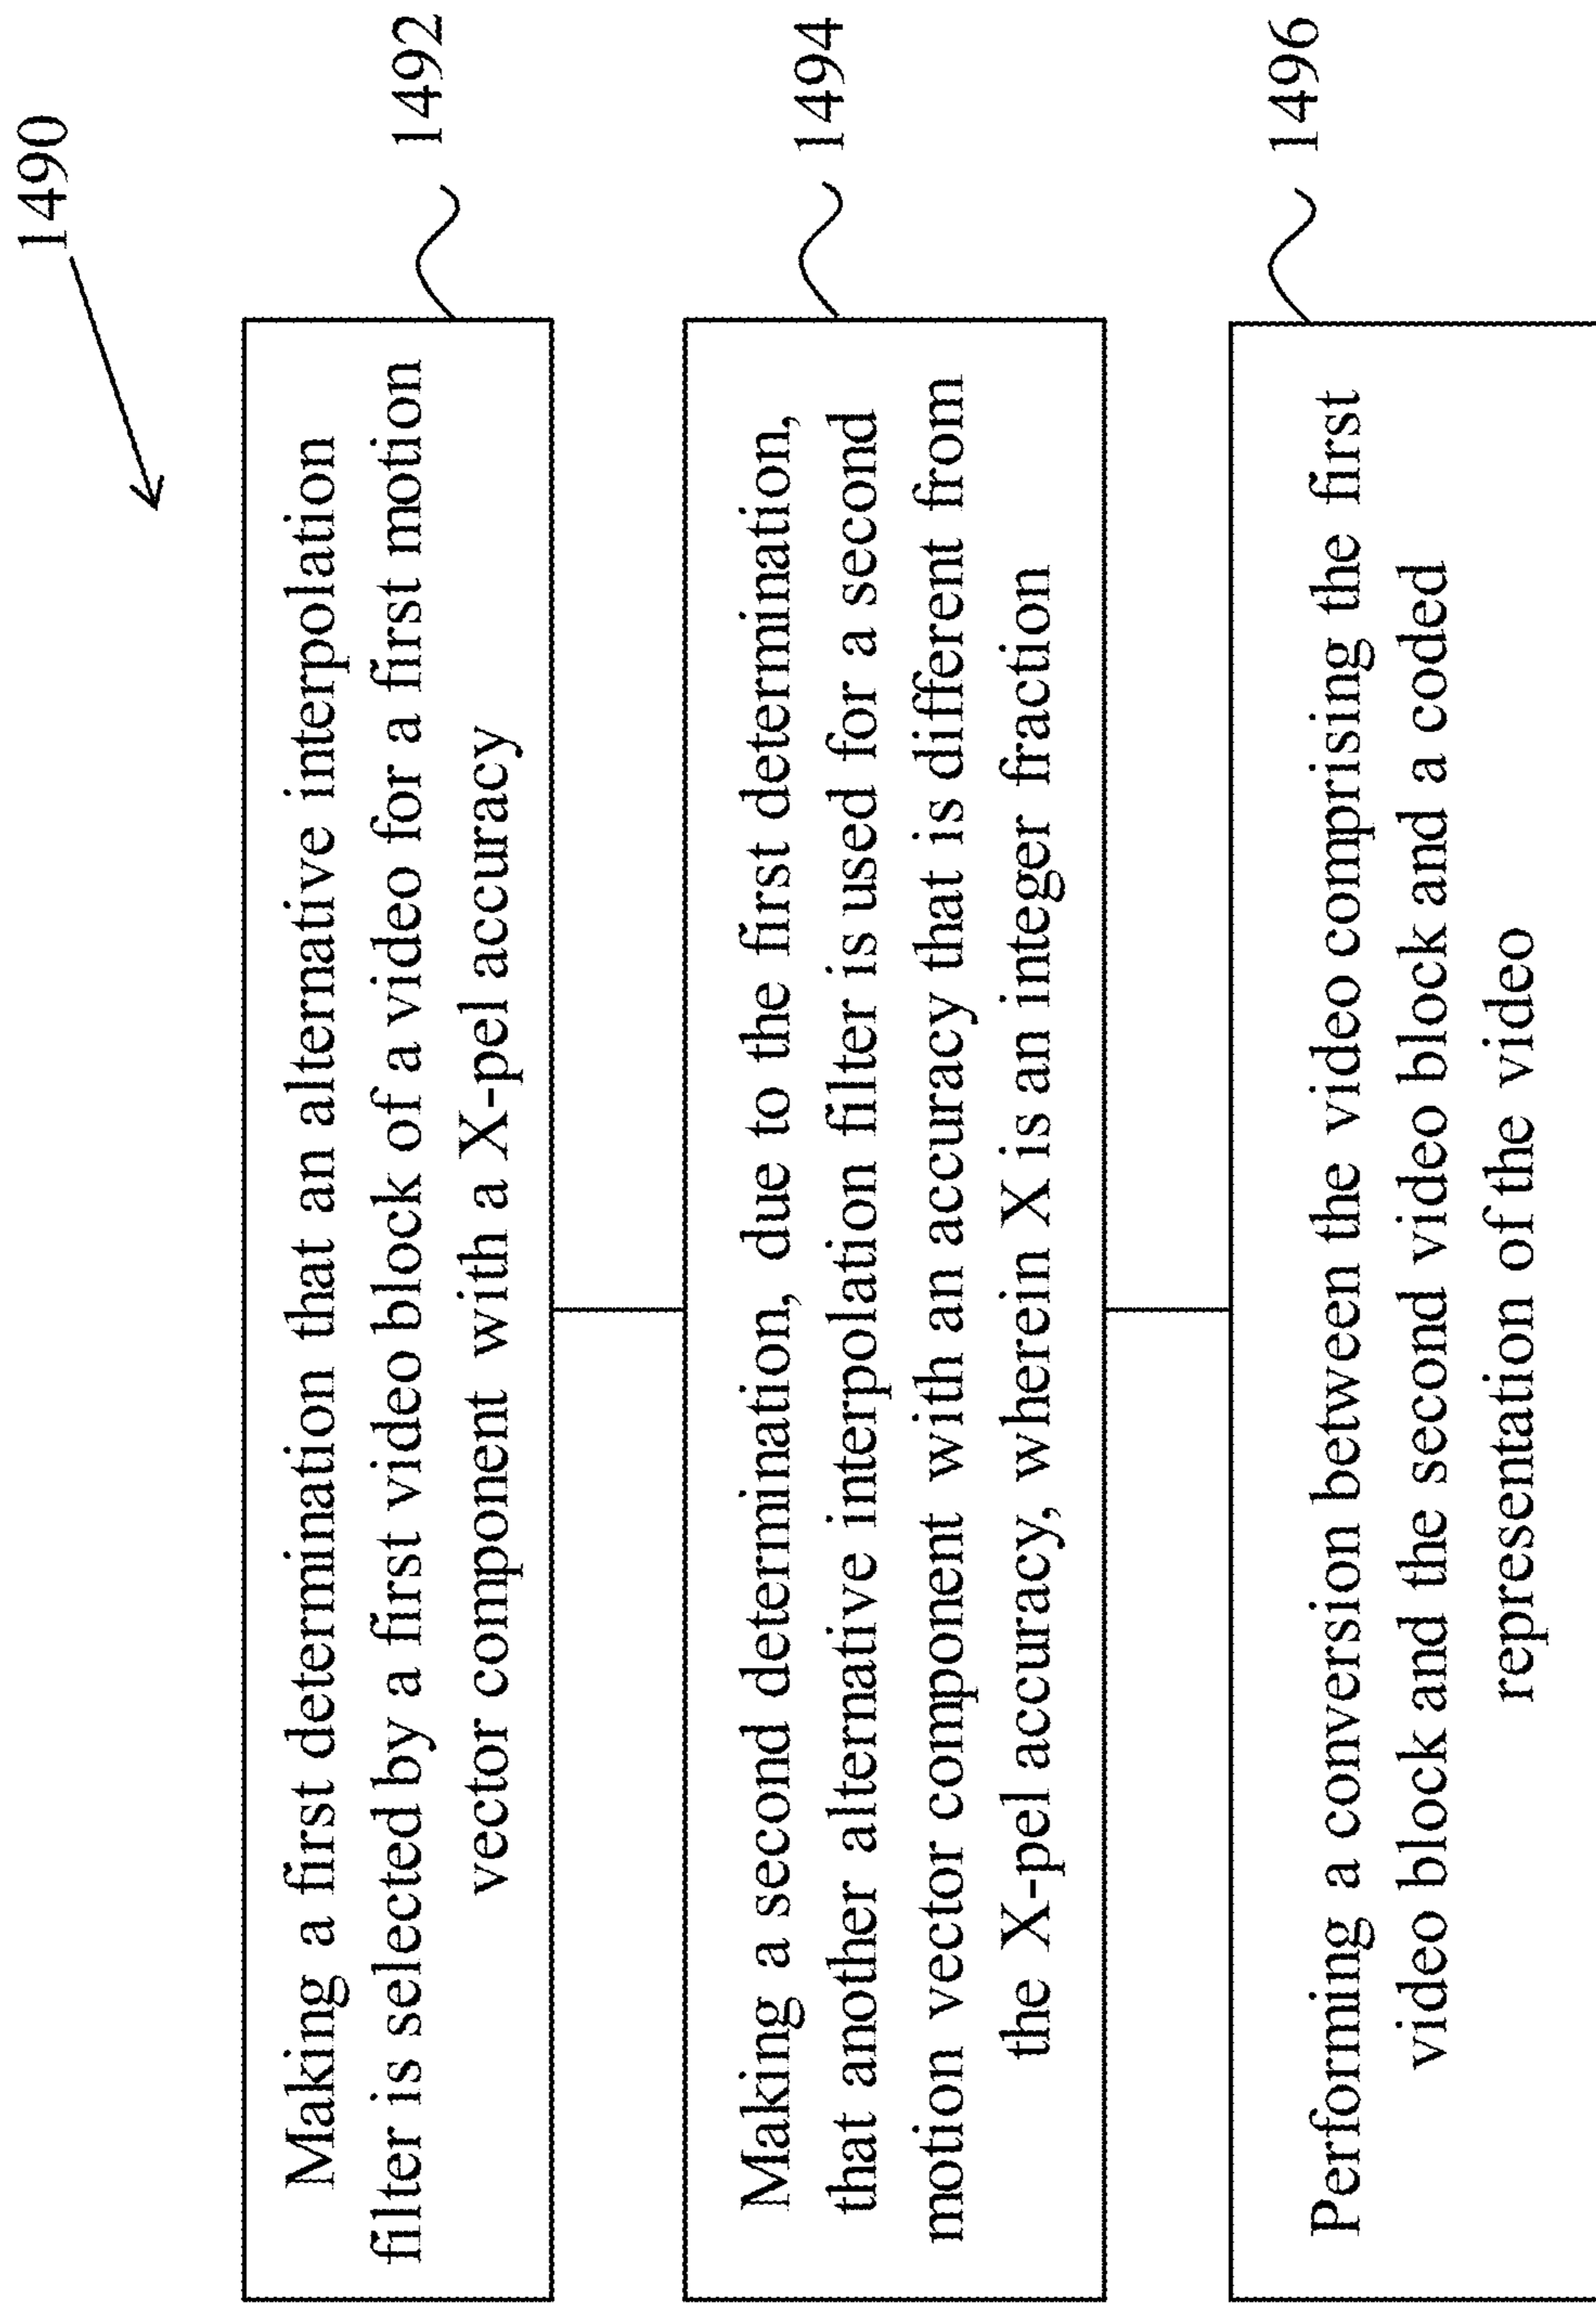 1490
Making a first determination that an alternative interpolation
filter is selected by a first video block of a video for a first motion
vector component with a X-pel accuracy
1492
Making a second determination, due to the first determination,
that another alternative interpolation filter is used for a second
motion vector component with an accuracy that is different from
the X-pel accuracy, wherein X is an integer fraction
1494
Performing a conversion between the video comprising the first
video block and the second video block and a coded
representation of the video
1496